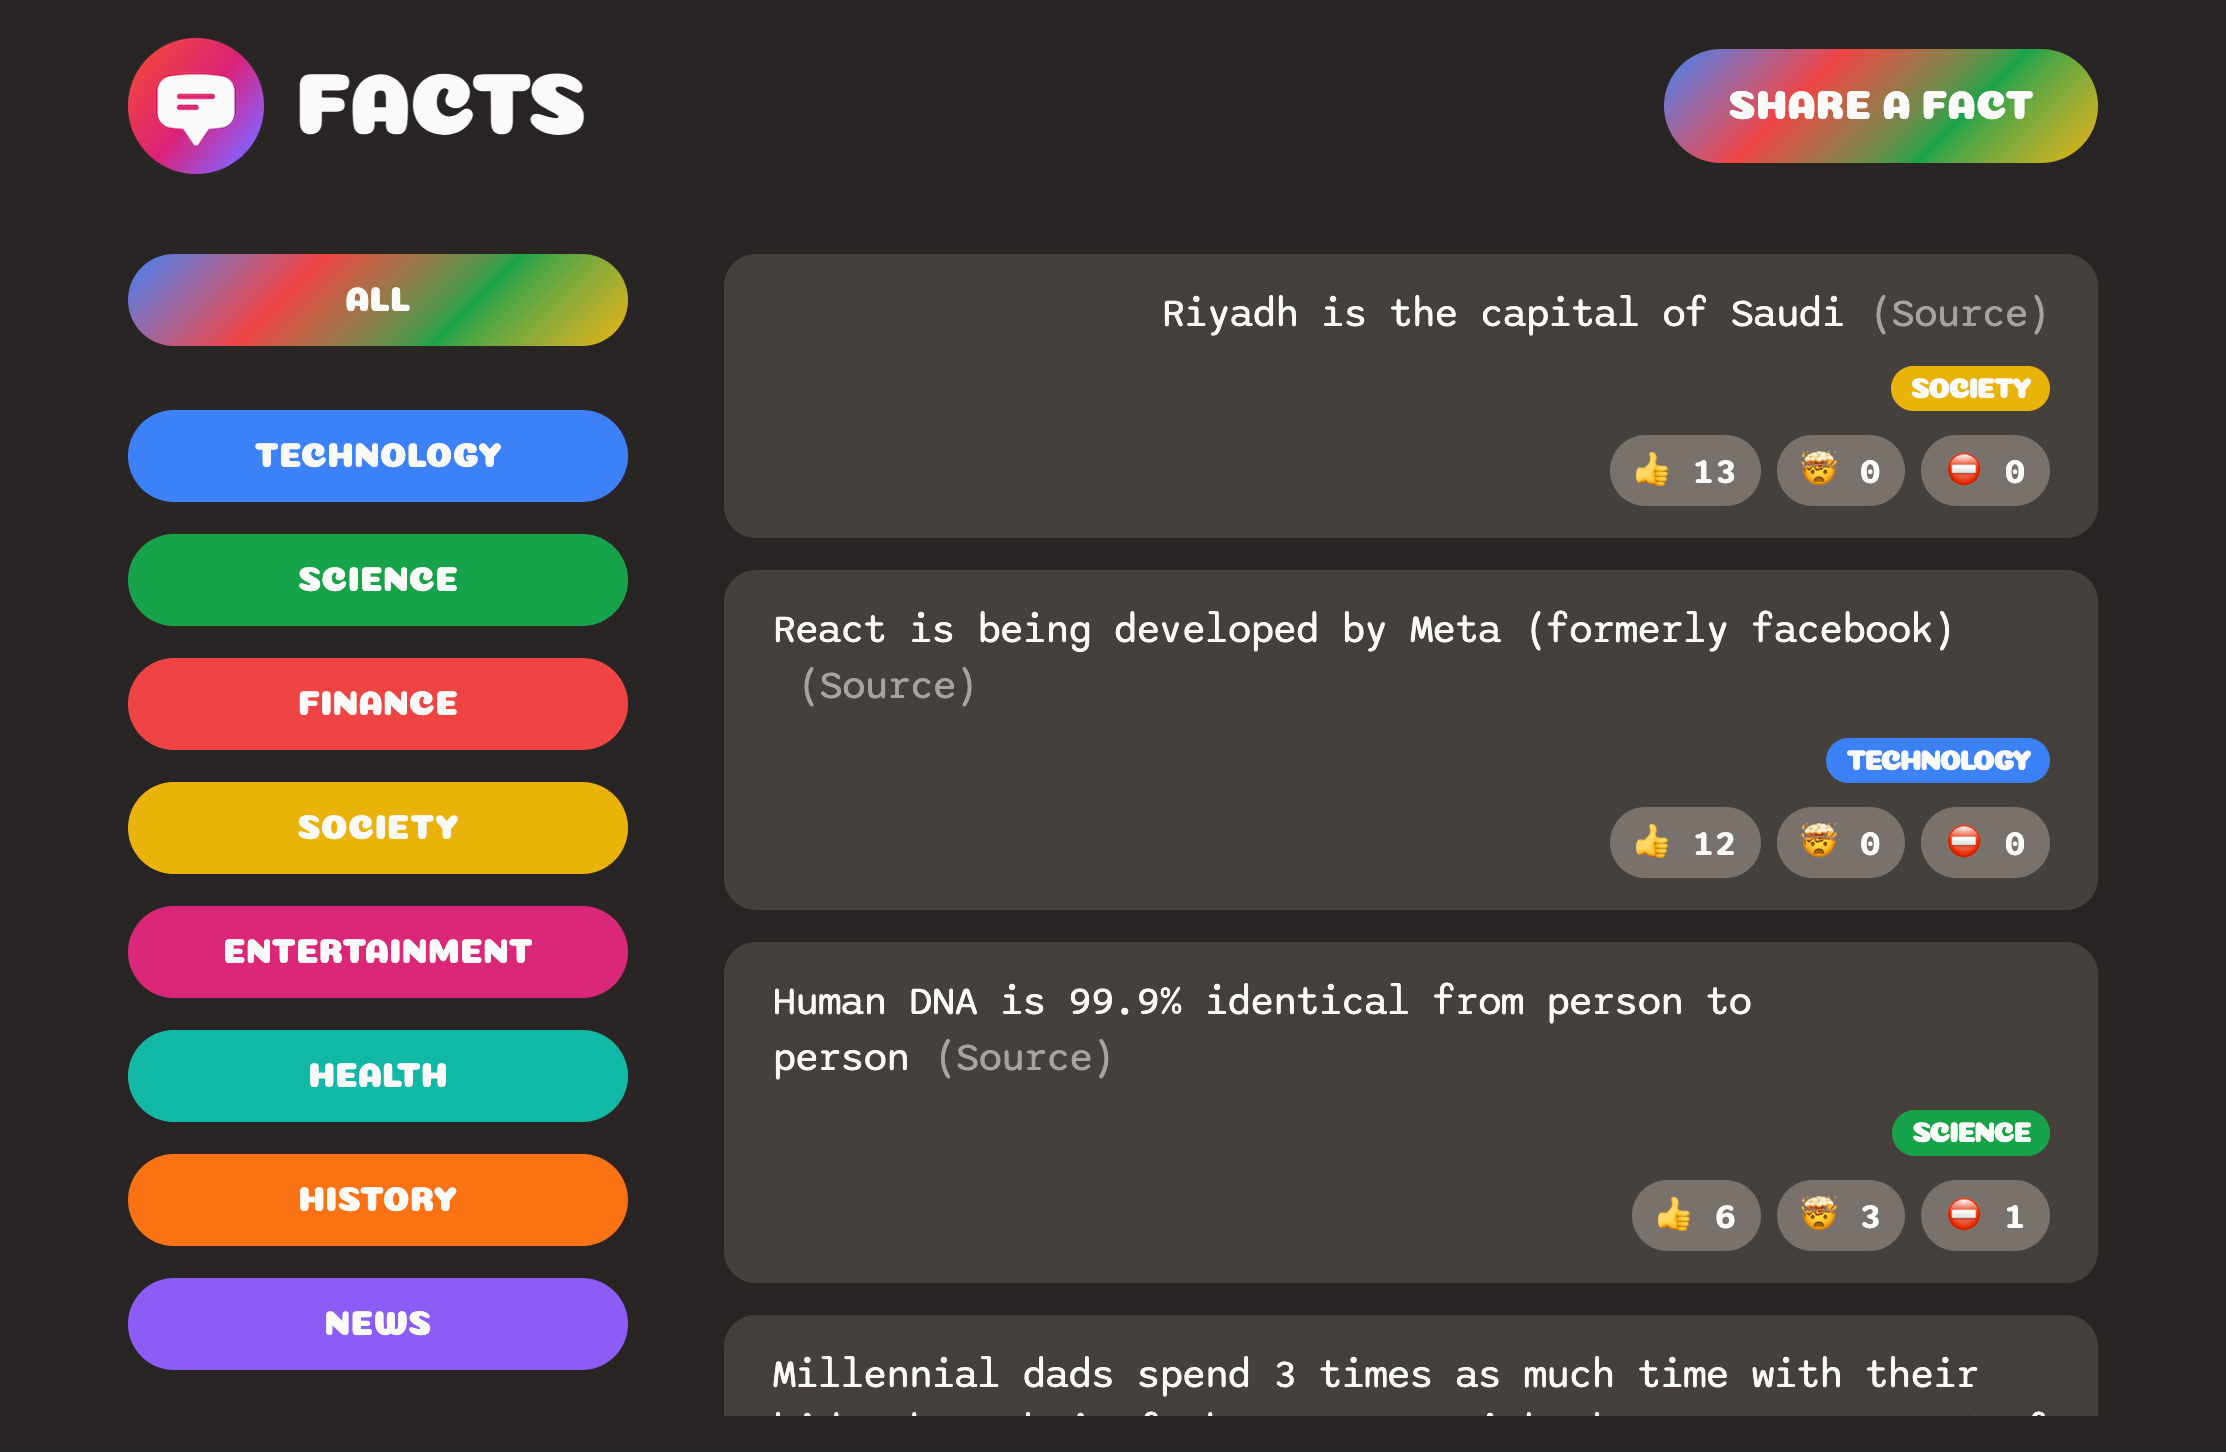 FACTS
SHARE A FACT
ALL
TECHNOLOGY
SCIENCE
FINANCE
SOCIETY
ENTERTAINMENT
HEALTH
HISTORY
NEWS
Riyadh is the capital of Saudi (Source)
SOCIETY
👍 13 🤯 0 ⛔ 0
React is being developed by Meta (formerly facebook)
(Source)
TECHNOLOGY
👍 12 🤯 0 ⛔ 0
Human DNA is 99.9% identical from person to
person (Source)
SCIENCE
👍 6 🤯 3 ⛔ 1
Millennial dads spend 3 times as much time with their